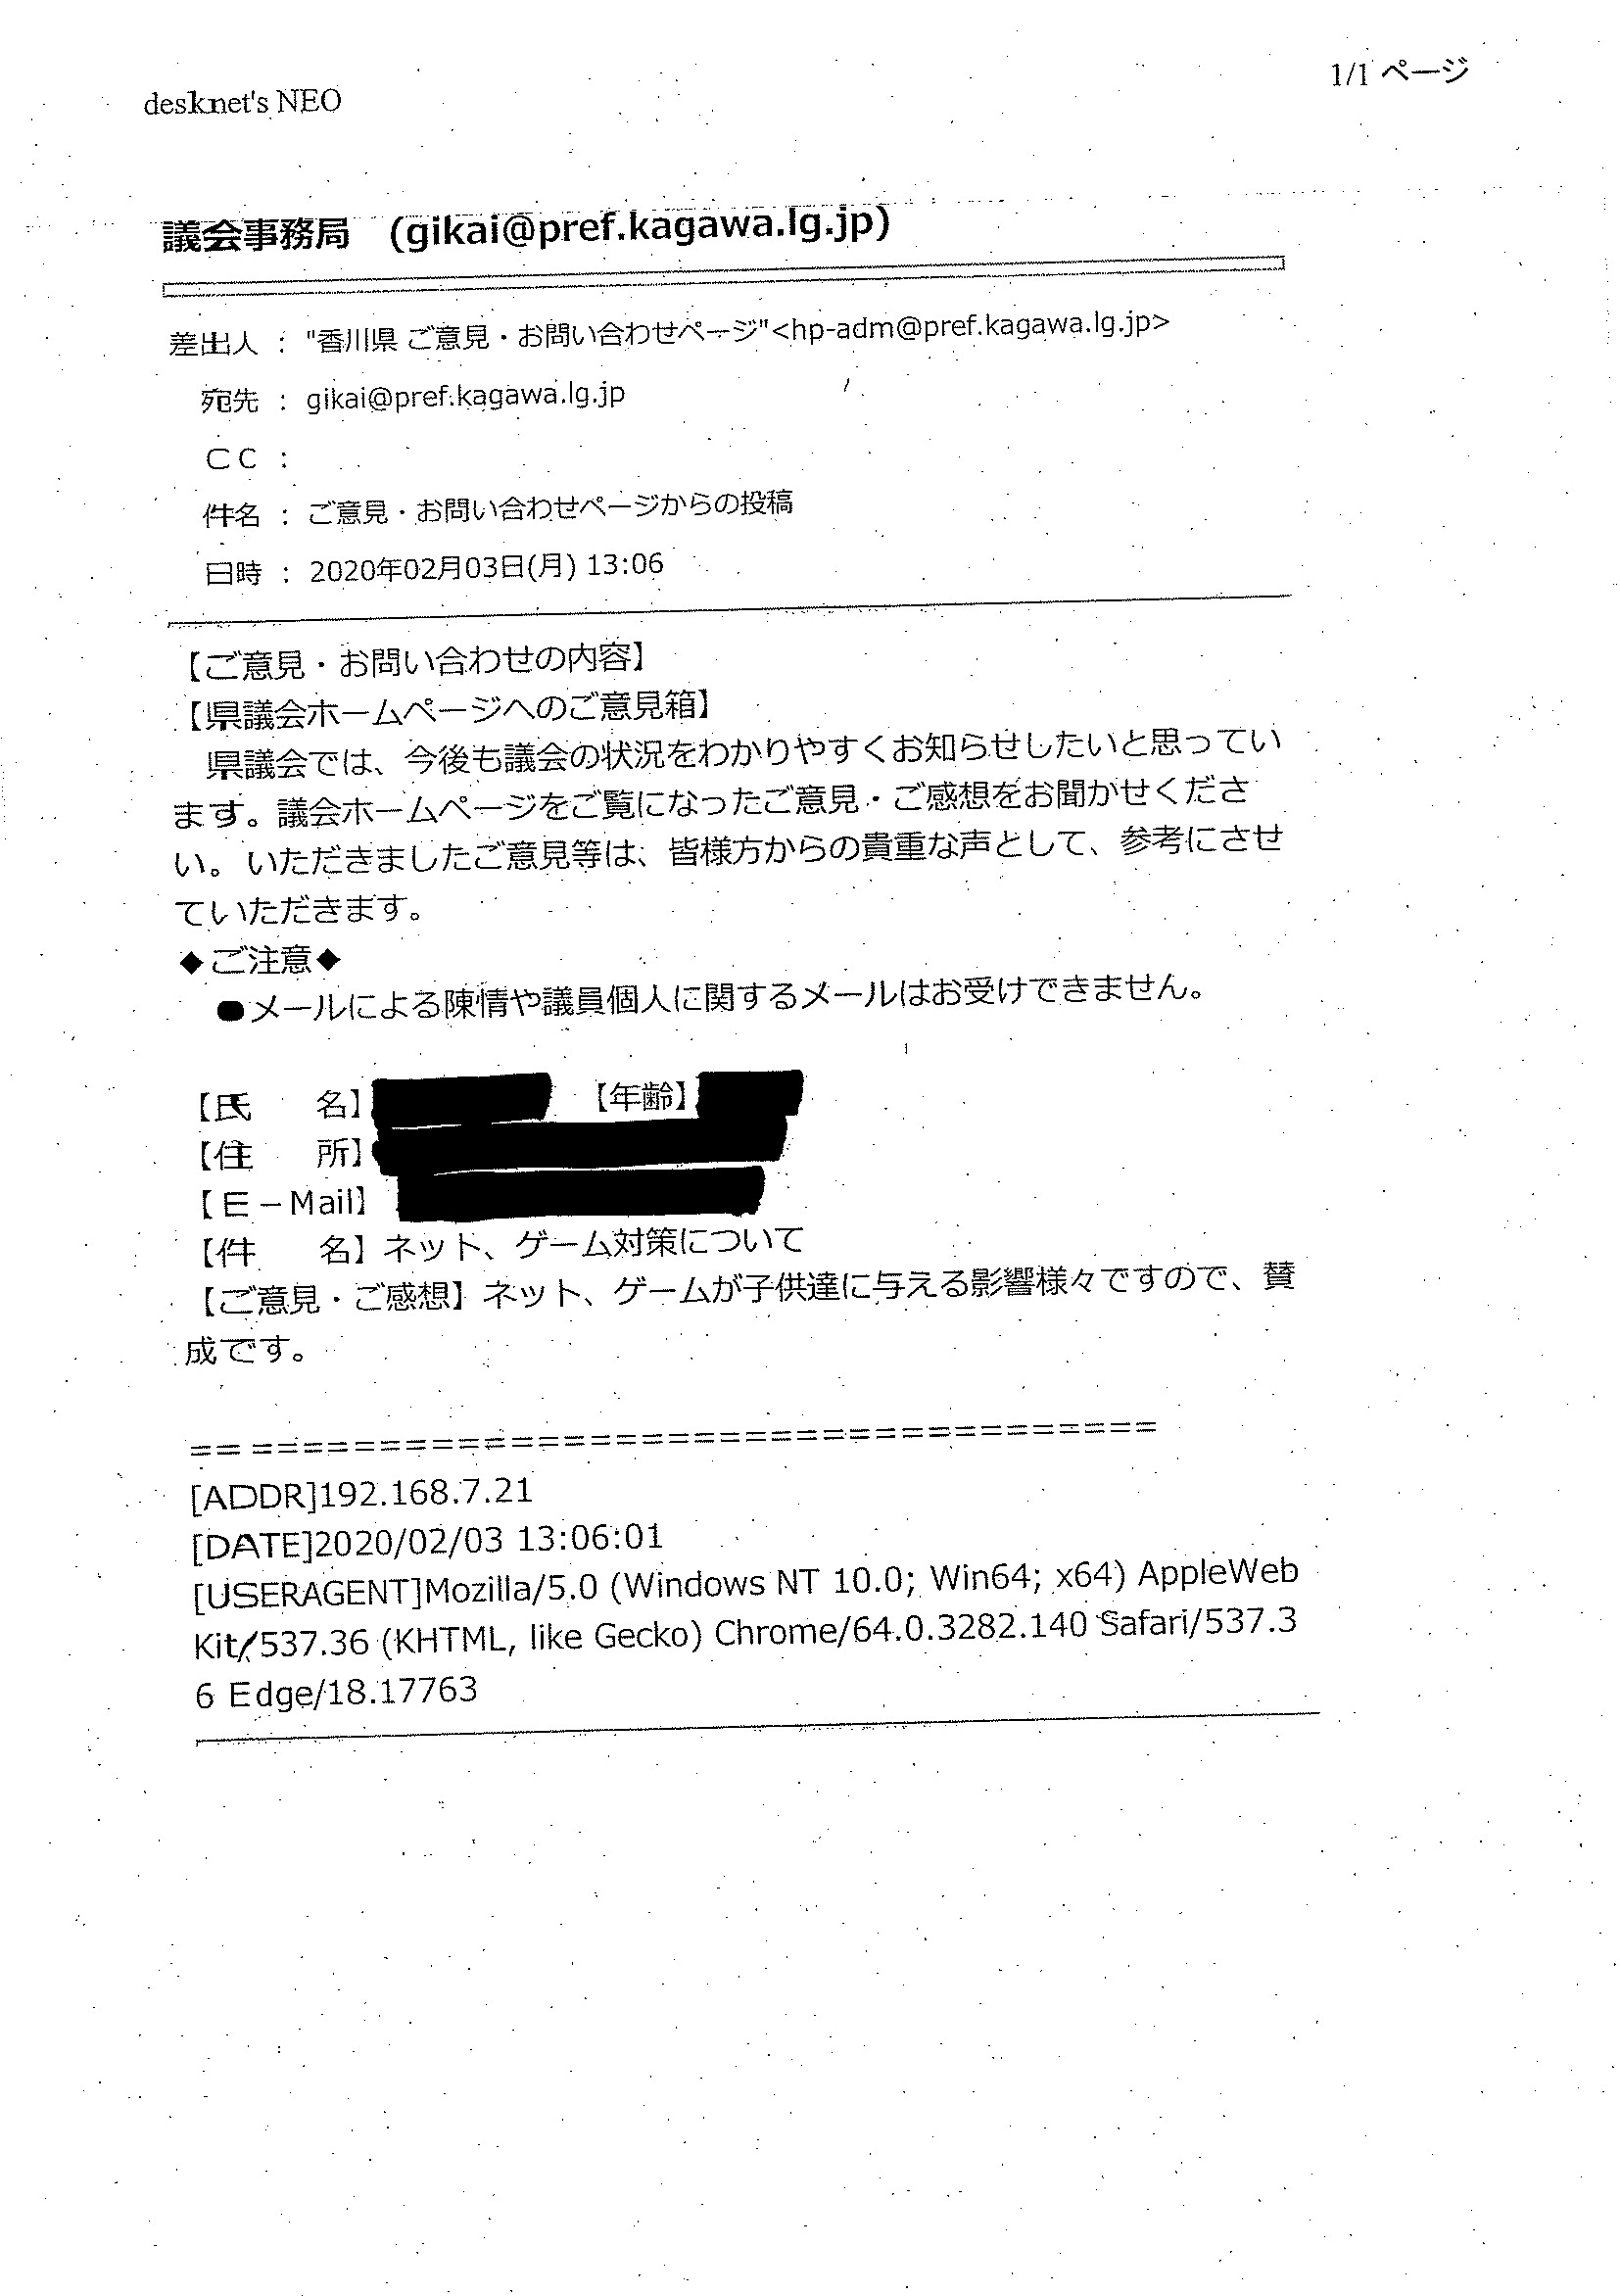 1/1 ページ
desknet's NEO
議会事務局 (gikai@pref.kagawa.lg.jp)
差出人 : "香川県 ご意見・お問い合わせページ"<hp-adm@pref.kagawa.lg.jp>
宛先 : gikai@pref.kagawa.lg.jp
CC :
件名 : ご意見・お問い合わせページからの投稿
日時 : 2020年02月03日(月) 13:06
【ご意見・お問い合わせの内容】
【県議会ホームページへのご意見箱】
県議会では、今後も議会の状況をわかりやすくお知らせしたいと思ってい
ます。議会ホームページをご覧になったご意見・ご感想をお聞かせくださ
い。いただきましたご意見等は、皆様方からの貴重な声として、参考にさせ
ていただきます。
◆ご注意◆
●メールによる陳情や議員個人に関するメールはお受けできません。
【氏　　名】　【年齢】
【住　　所】
【Ｅ－Mail】
【件　　名】ネット、ゲーム対策について
【ご意見・ご感想】ネット、ゲームが子供達に与える影響様々ですので、賛
成です。
======================================
[ADDR]192.168.7.21
[DATE]2020/02/03 13:06:01
[USERAGENT]Mozilla/5.0 (Windows NT 10.0; Win64; x64) AppleWeb
Kit/537.36 (KHTML, like Gecko) Chrome/64.0.3282.140 Safari/537.3
6 Edge/18.17763